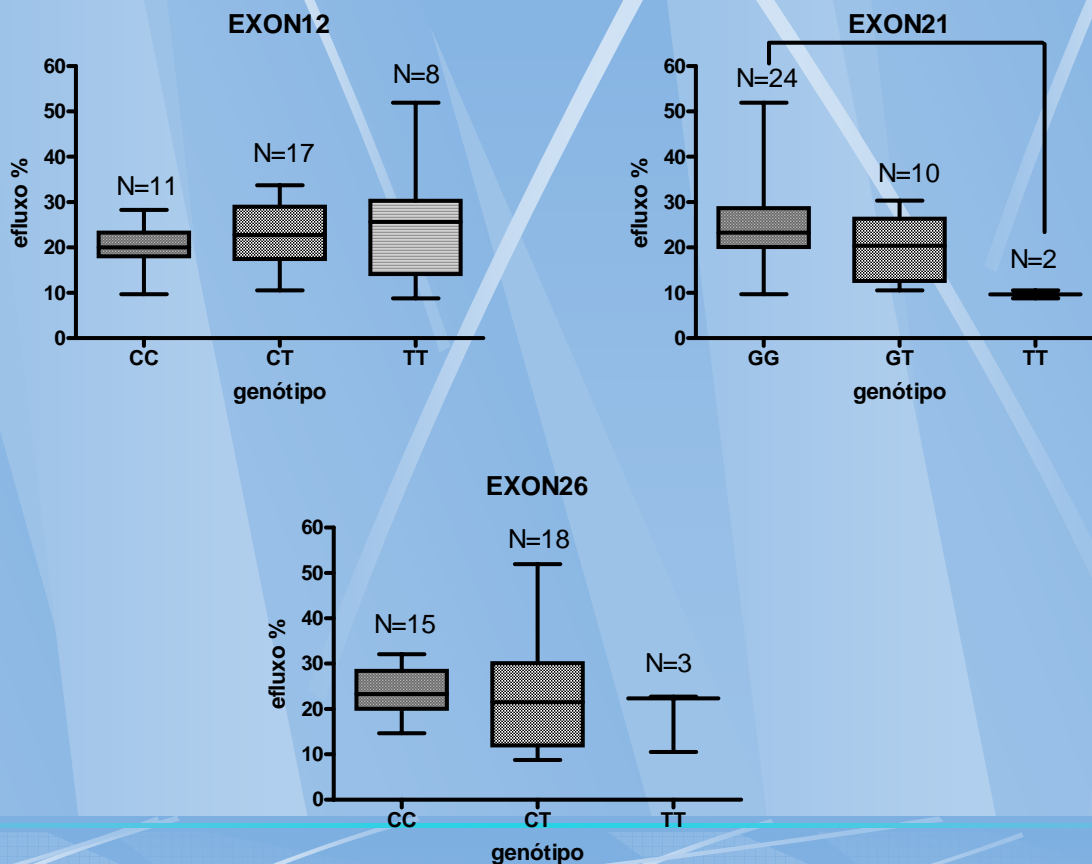 EXON12
60
50
40
30
20
10
0
efluxo %
N=11
N=17
N=8
CC CT TT
genótipo
EXON21
60
50
40
30
20
10
0
efluxo %
N=24
N=10
N=2
GG GT TT
genótipo
EXON26
60
50
40
30
20
10
0
efluxo %
N=15
N=18
N=3
CC CT TT
genótipo